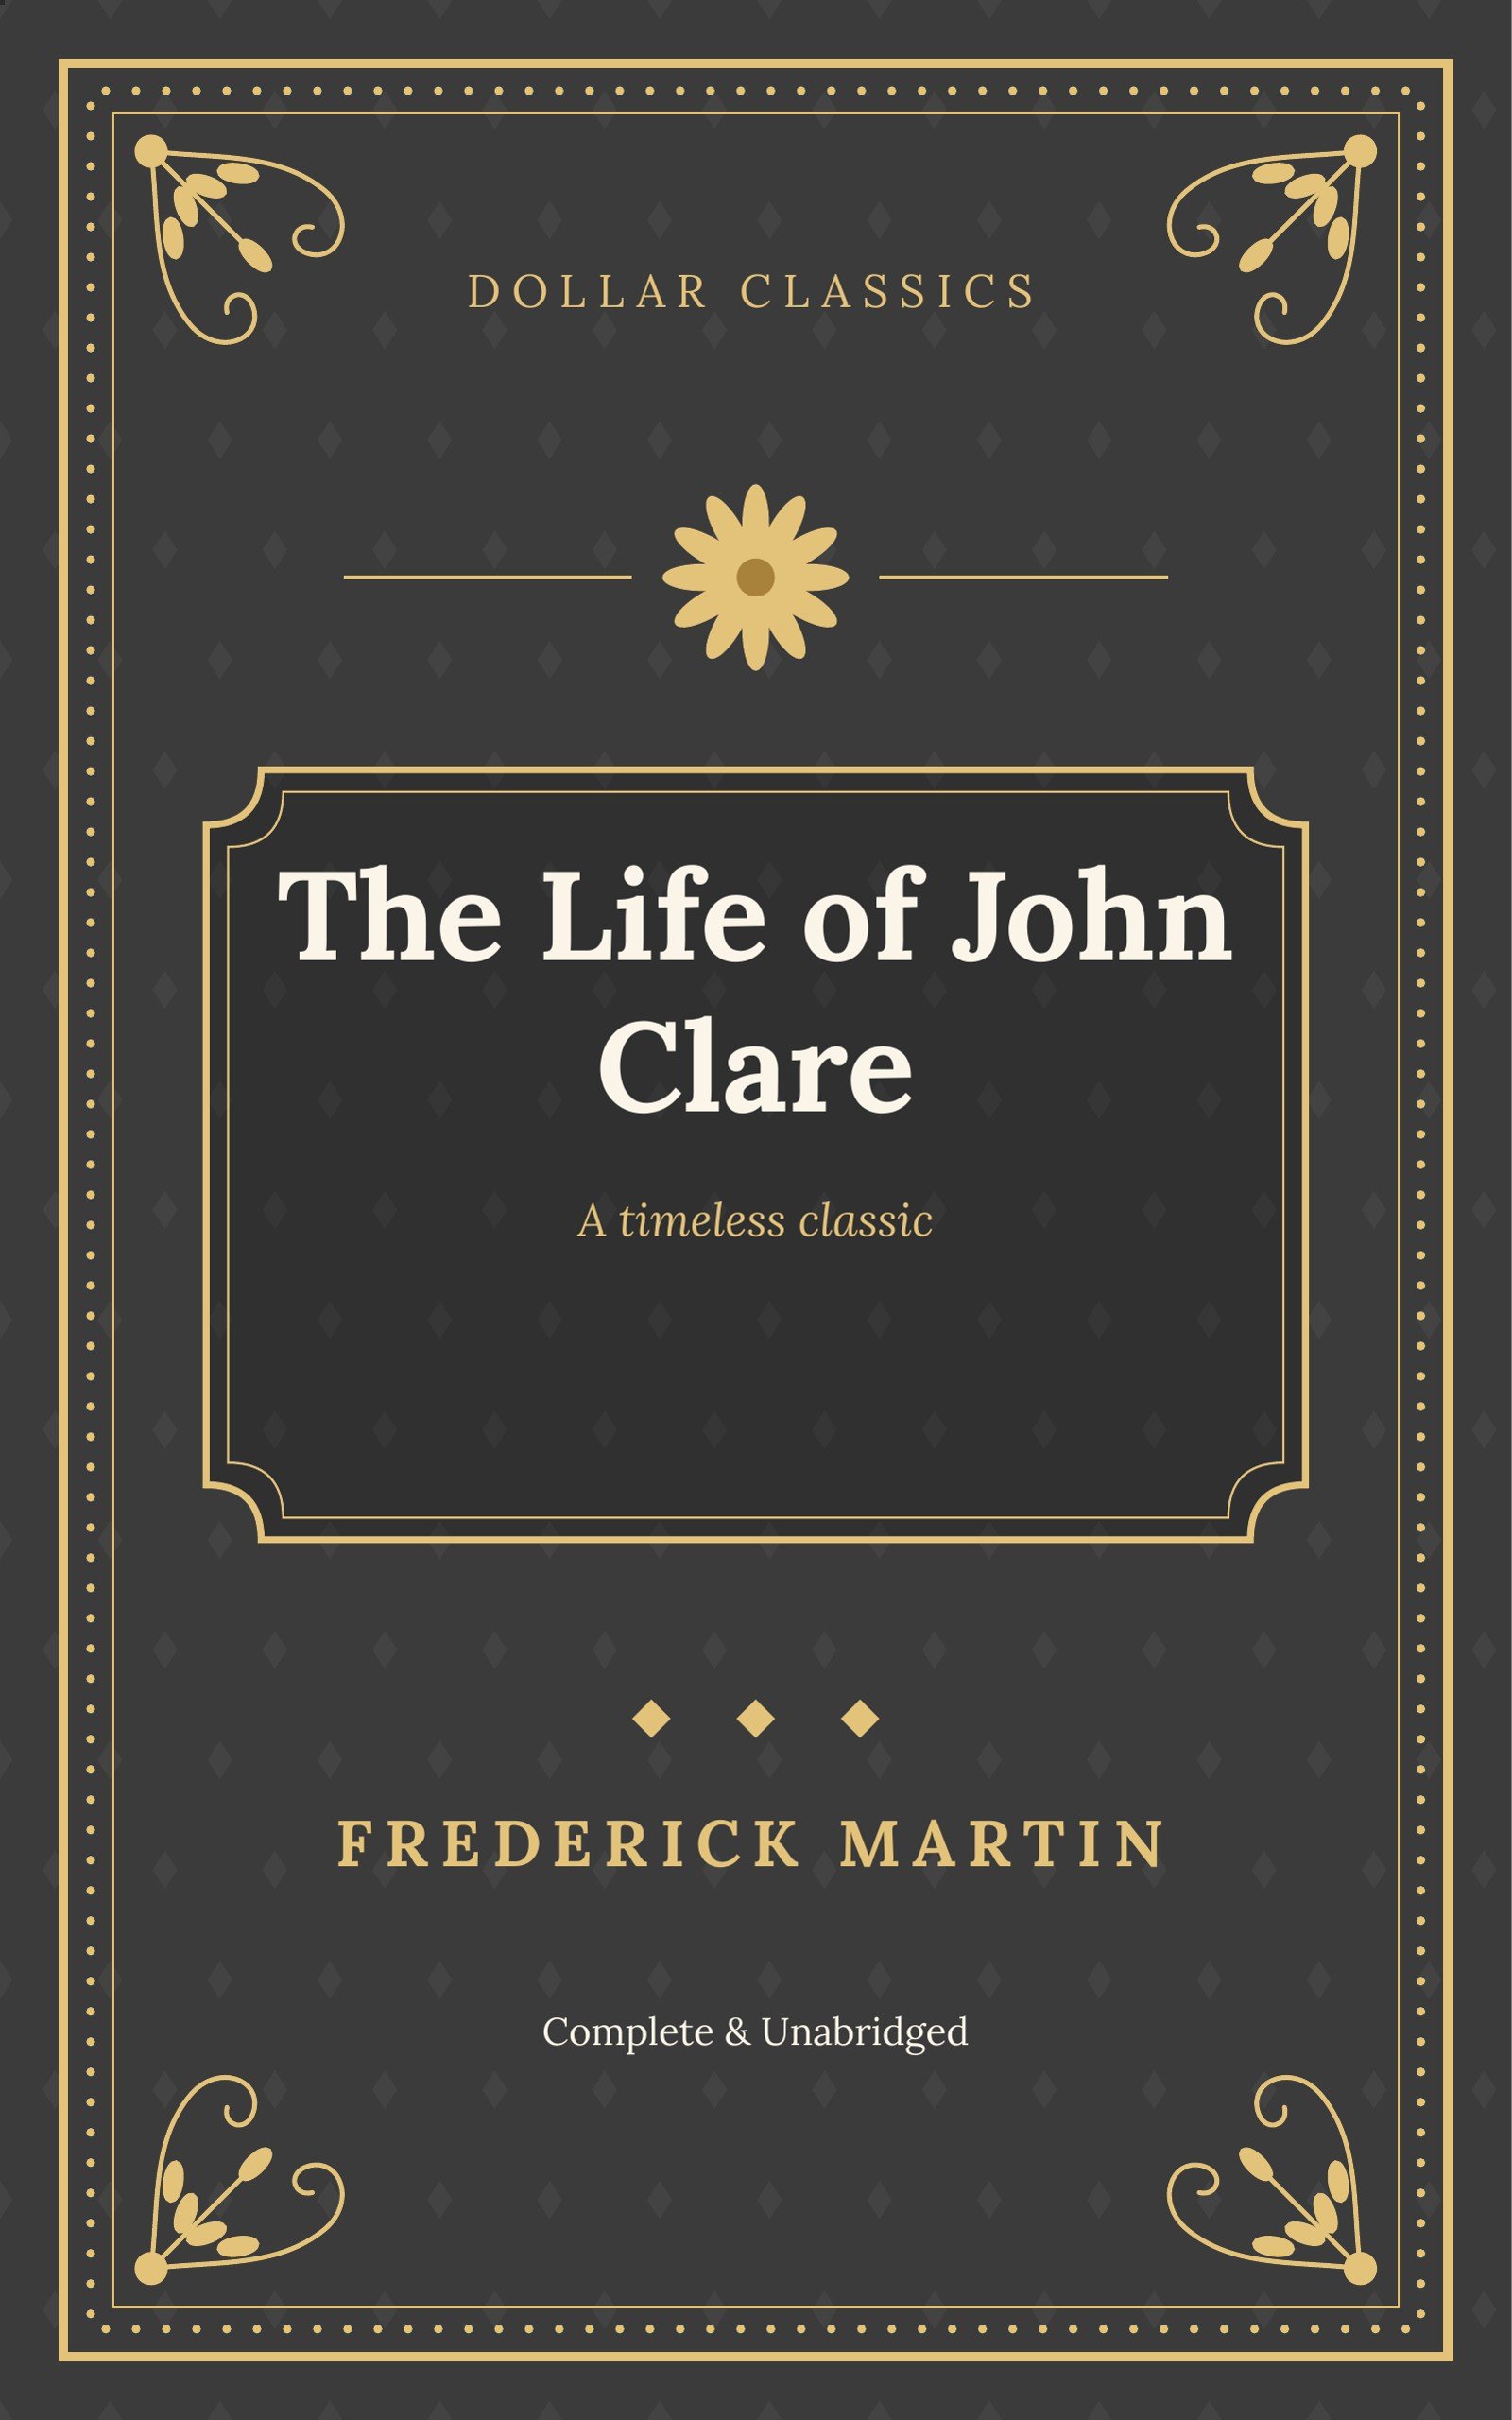 DOLLAR CLASSICS
The Life of John
Clare
A timeless classic
FREDERICK MARTIN
Complete & Unabridged